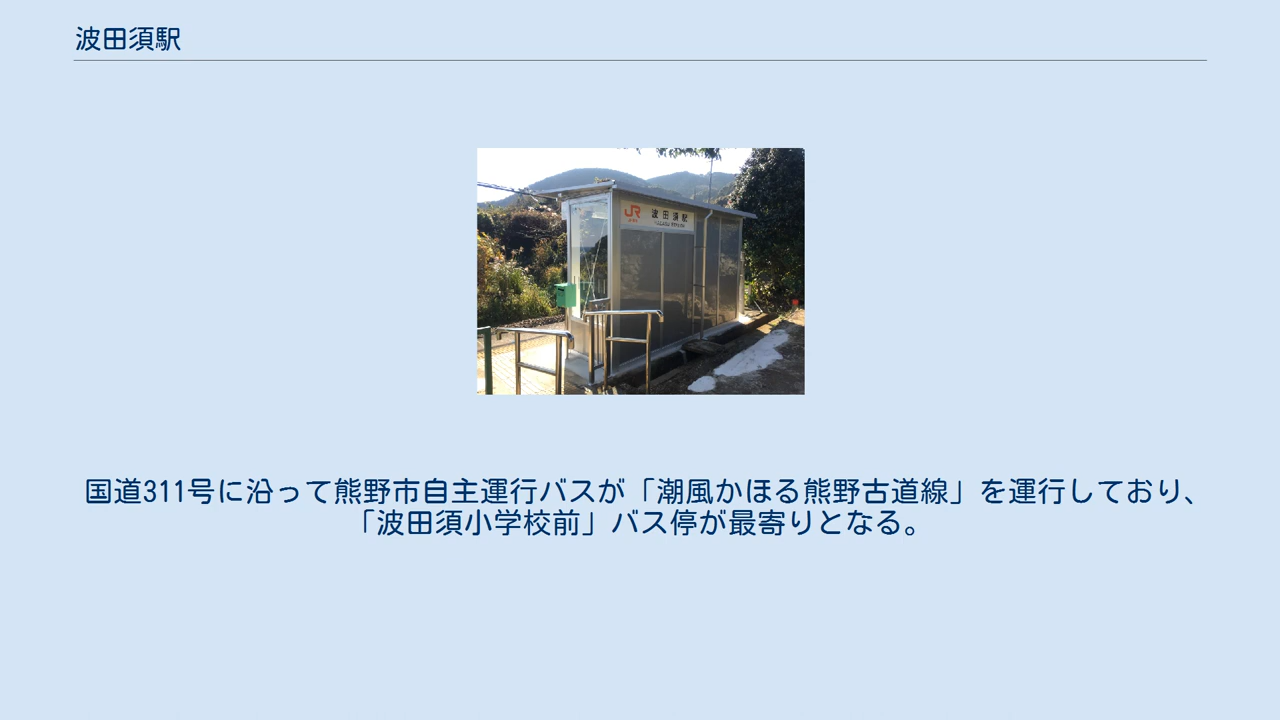 波田須駅
JR 波田須駅
国道311号に沿って熊野市自主運行バスが「潮風かほる熊野古道線」を運行しており、
「波田須小学校前」バス停が最寄りとなる。